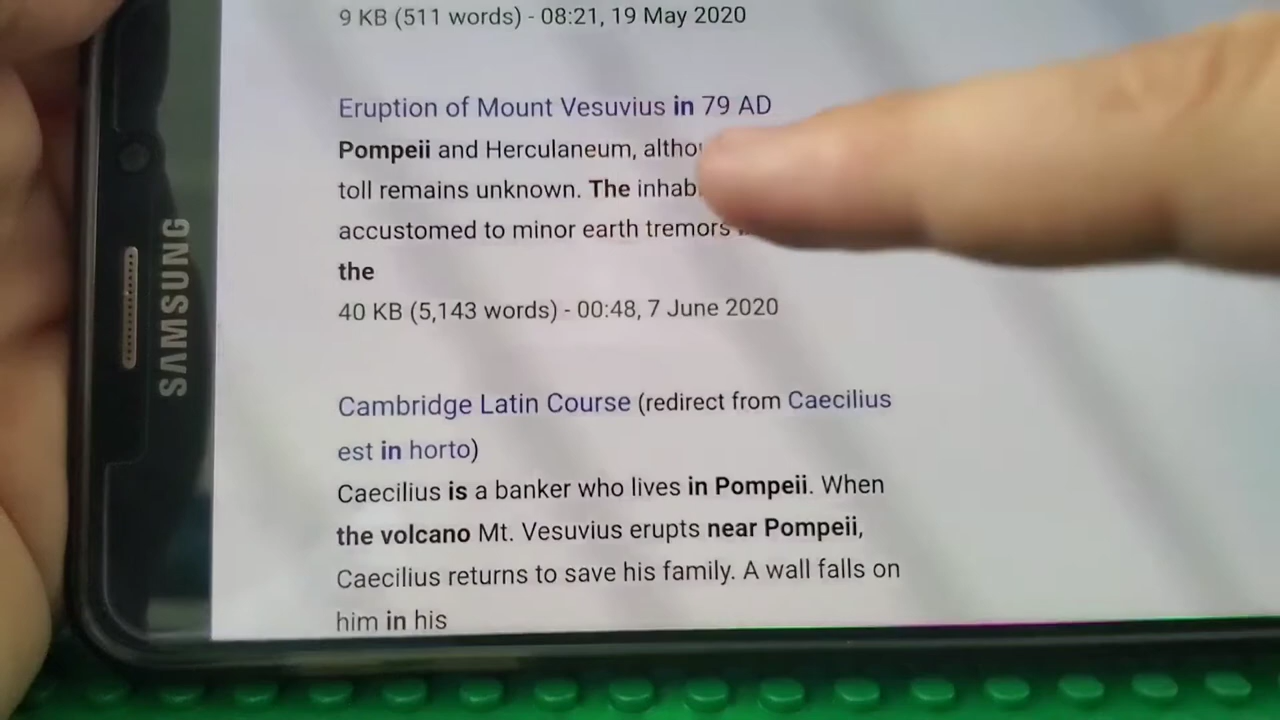 9 KB (511 words) - 08:21, 19 May 2020
Eruption of Mount Vesuvius in 79 AD
Pompeii and Herculaneum,
toll remains unknown. The
accustomed to minor earth tremors
the
40 KB (5,143 words) - 00:48, 7 June 2020
Cambridge Latin Course (redirect from Caecilius
est in horto)
Caecilius is a banker who lives in Pompeii. When
the volcano Mt. Vesuvius erupts near Pompeii,
Caecilius returns to save his family. A wall falls on
him in his
SAMSUNG